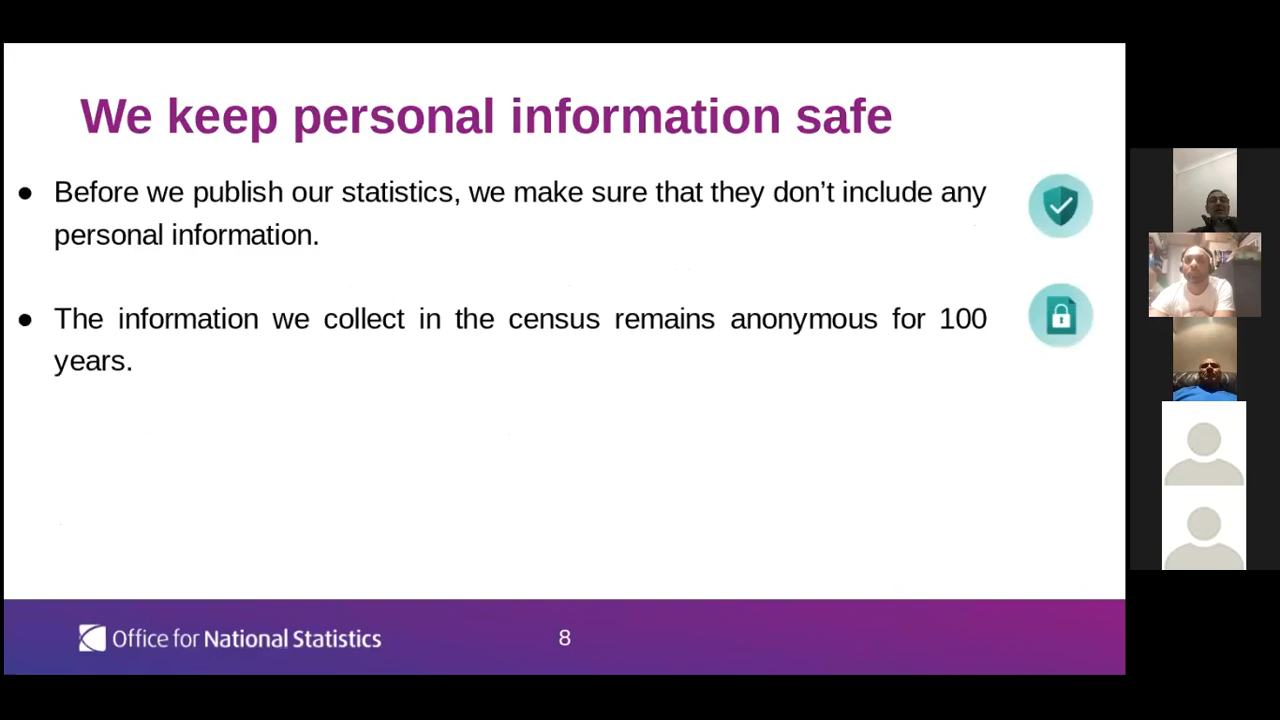 We keep personal information safe
● Before we publish our statistics, we make sure that they don’t include any
personal information.
● The information we collect in the census remains anonymous for 100
years.
Office for National Statistics
8